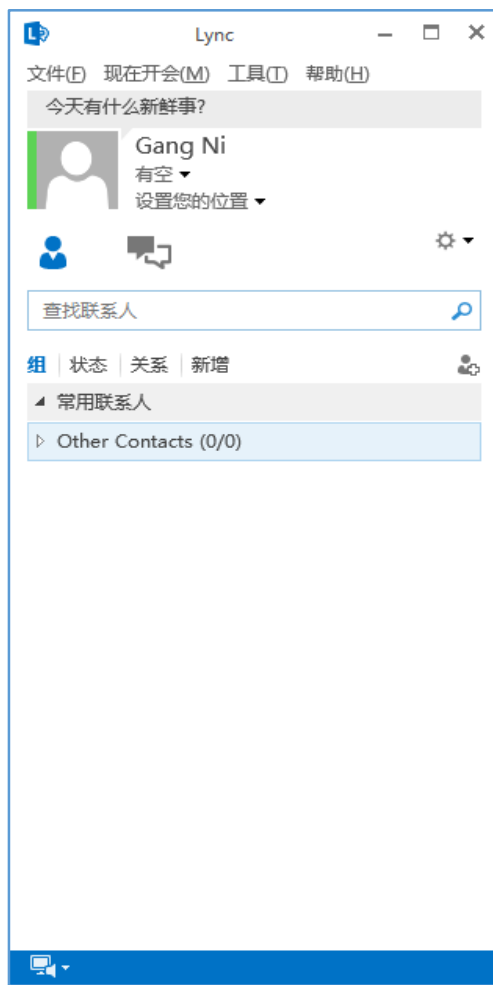 Lync
文件(F) 现在开会(M) 工具(T) 帮助(H)
今天有什么新鲜事?
Gang Ni
有空
设置您的位置
查找联系人
组 状态 关系 新增
常用联系人
Other Contacts (0/0)